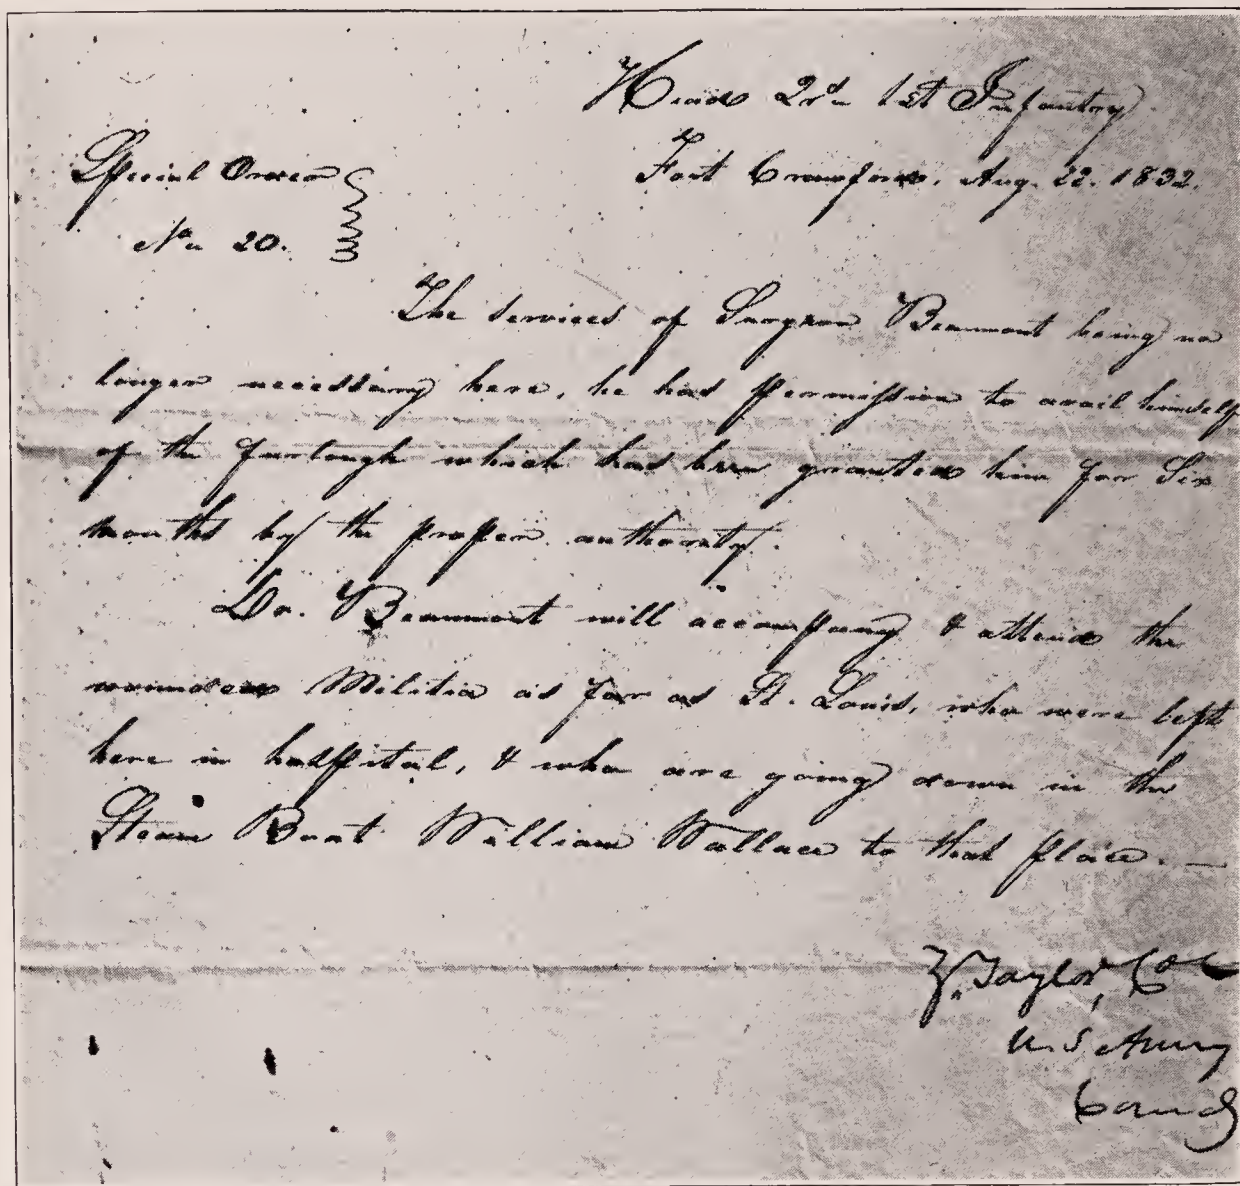 Head Qrs. 1st Infantry
Fort Crawford, Aug. 22. 1832.
Special Order
No. 20.
The services of Surgeon Beaumont being no
longer necessary here, he has permission to avail himself
of the furlough which has been granted him for Six
months by the proper authority.
Dr. Beaumont will accompany & attend the
wounded Militia as far as St. Louis, who were left
here in hospital, & who are going down in the
Steam Boat William Wallace to that place. —
Z. Taylor, Col
U. S Army
Comdg